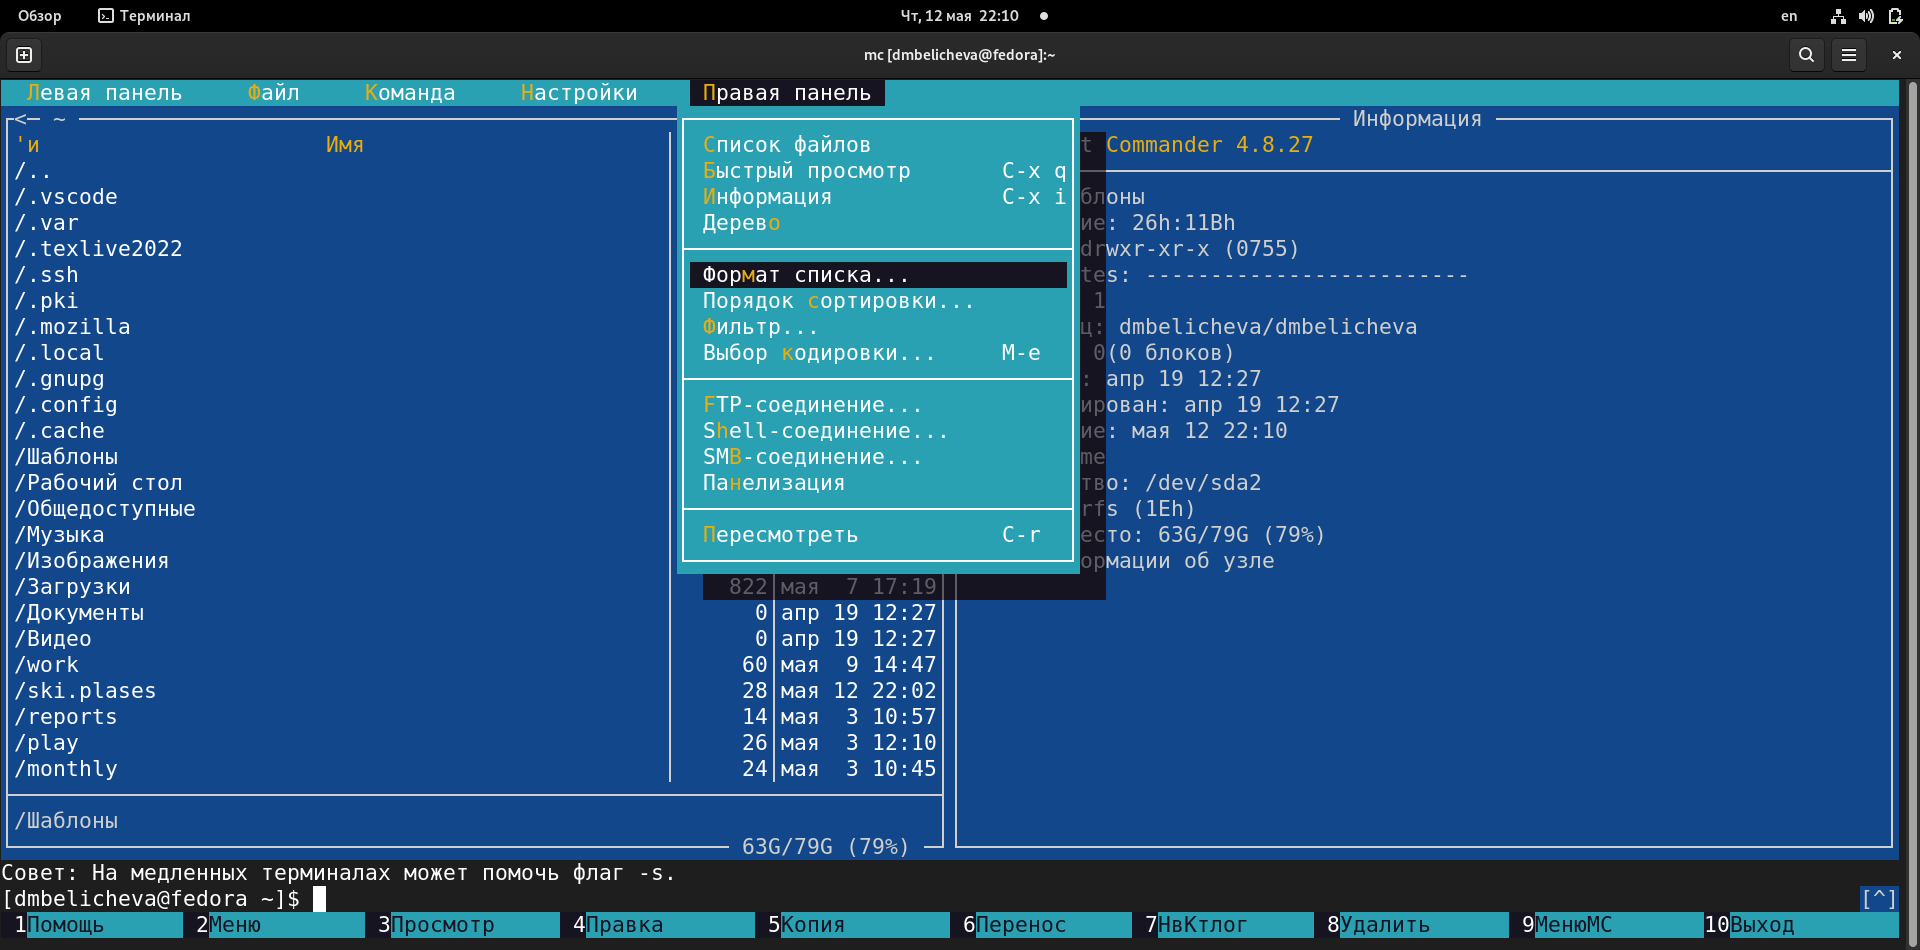 Обзор Терминал Чт, 12 мая 22:10 en
mc [dmbelicheva@fedora]:~
Левая панель Файл Команда Настройки Правая панель
<— ~ Информация
'и Имя Список файлов t Commander 4.8.27
/.. Быстрый просмотр C-x q
/.vscode Информация C-x i блоны
/.var Дерево ие: 26h:11Bh
/.texlive2022 drwxr-xr-x (0755)
/.ssh Формат списка... tes: -------------------------
/.pki Порядок сортировки... 1
/.mozilla Фильтр... ц: dmbelicheva/dmbelicheva
/.local Выбор кодировки... M-e 0(0 блоков)
/.gnupg : апр 19 12:27
/.config FTP-соединение... ирован: апр 19 12:27
/.cache Shell-соединение... ие: мая 12 22:10
/Шаблоны SMB-соединение... me
/Рабочий стол Панелизация тво: /dev/sda2
/Общедоступные rfs (1Eh)
/Музыка Пересмотреть C-r есто: 63G/79G (79%)
/Изображения ормации об узле
/Загрузки 822 мая 7 17:19
/Документы 0 апр 19 12:27
/Видео 0 апр 19 12:27
/work 60 мая 9 14:47
/ski.plases 28 мая 12 22:02
/reports 14 мая 3 10:57
/play 26 мая 3 12:10
/monthly 24 мая 3 10:45
/Шаблоны
63G/79G (79%)
Совет: На медленных терминалах может помочь флаг -s.
[dmbelicheva@fedora ~]$ [^]
1Помощь 2Меню 3Просмотр 4Правка 5Копия 6Перенос 7НвКтлог 8Удалить 9МенюMC 10Выход